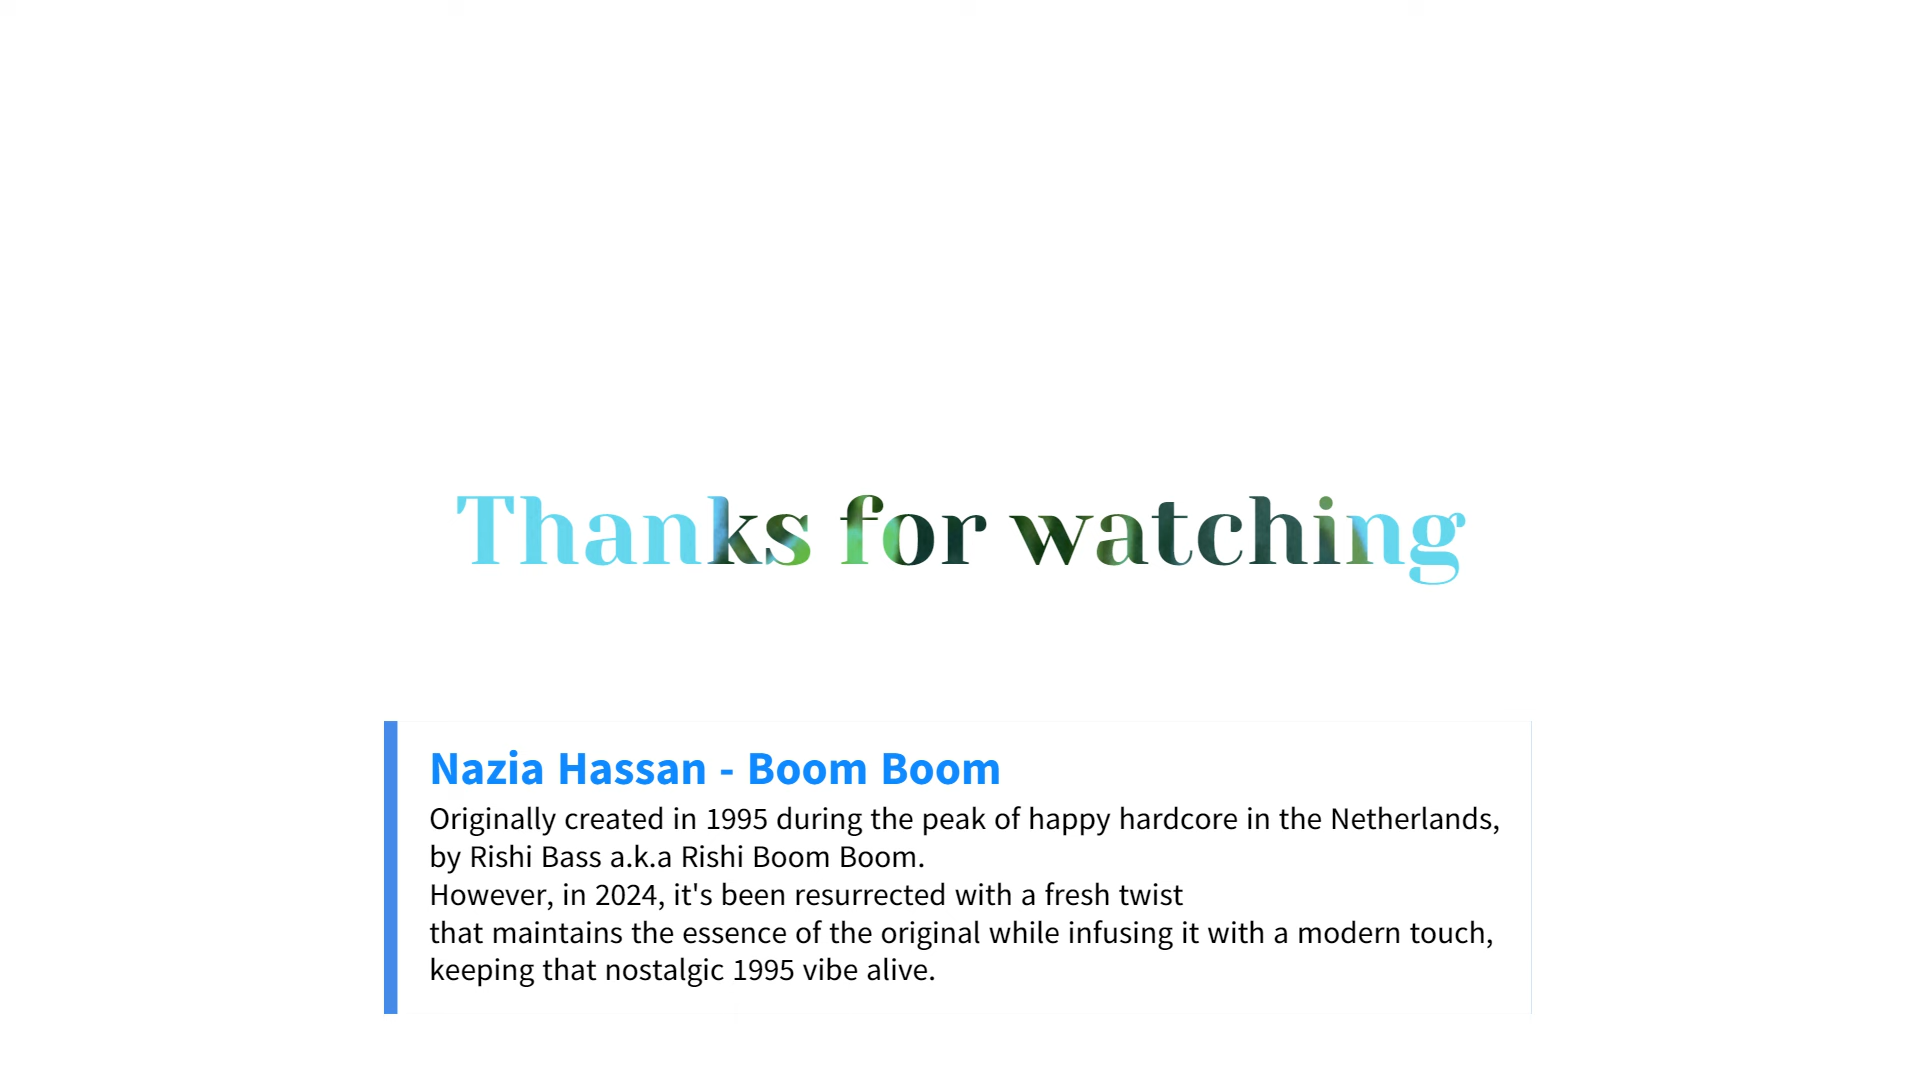 Thanks for watching
Nazia Hassan - Boom Boom
Originally created in 1995 during the peak of happy hardcore in the Netherlands,
by Rishi Bass a.k.a Rishi Boom Boom.
However, in 2024, it's been resurrected with a fresh twist
that maintains the essence of the original while infusing it with a modern touch,
keeping that nostalgic 1995 vibe alive.